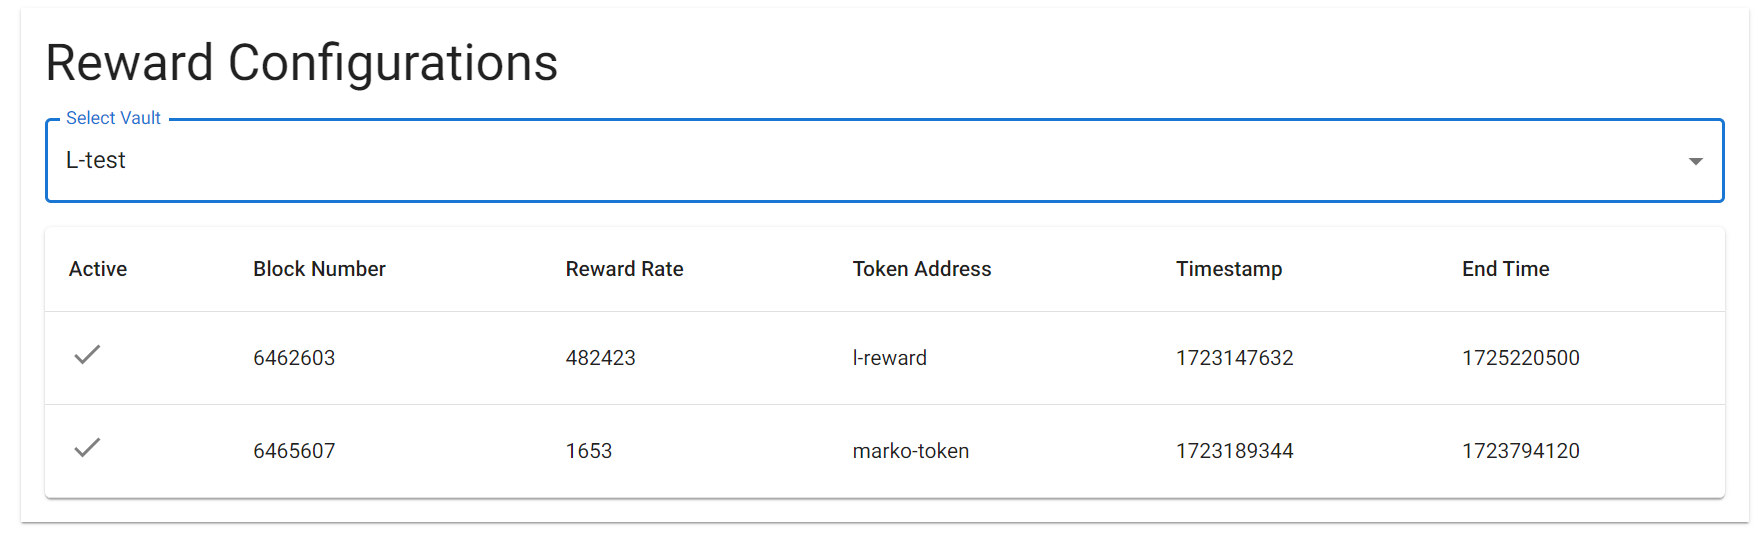 Reward Configurations
Select Vault
L-test
Active Block Number Reward Rate Token Address Timestamp End Time
6462603 482423 l-reward 1723147632 1725220500
6465607 1653 marko-token 1723189344 1723794120